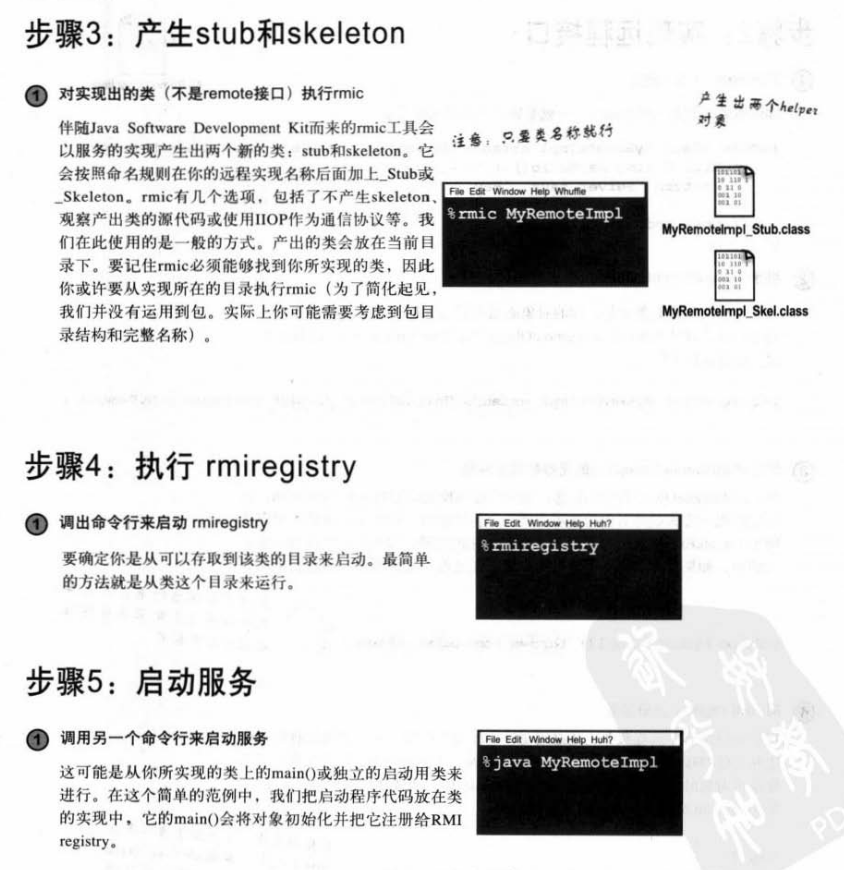 步骤3：产生stub和skeleton
① 对实现出的类（不是remote接口）执行rmic
伴随Java Software Development Kit而来的rmic工具会
以服务的实现产生出两个新的类：stub和skeleton。它
会按照命名规则在你的远程实现名称后面加上_Stub或
_Skeleton。rmic有几个选项，包括了不产生skeleton、
观察产出类的源代码或使用IIOP作为通信协议等。我
们在此使用的是一般的方式。产出的类会放在当前目
录下。要记住rmic必须能够找到你所实现的类，因此
你或许要从实现所在的目录执行rmic（为了简化起见，
我们并没有运用到包。实际上你可能需要考虑到包目
录结构和完整名称）。
注意：只要类名称就行
File Edit Window Help Whuffie
%rmic MyRemoteImpl
产生出两个helper
对象
MyRemoteImpl_Stub.class
MyRemoteImpl_Skel.class
步骤4：执行 rmiregistry
① 调出命令行来启动 rmiregistry
要确定你是从可以存取到该类的目录来启动。最简单
的方法就是从类这个目录来运行。
File Edit Window Help Huh?
%rmiregistry
步骤5：启动服务
① 调用另一个命令行来启动服务
这可能是从你所实现的类上的main()或独立的启动用类来
进行。在这个简单的范例中，我们把启动程序代码放在类
的实现中，它的main()会将对象初始化并把它注册给RMI
registry。
File Edit Window Help Huh?
%java MyRemoteImpl
PD